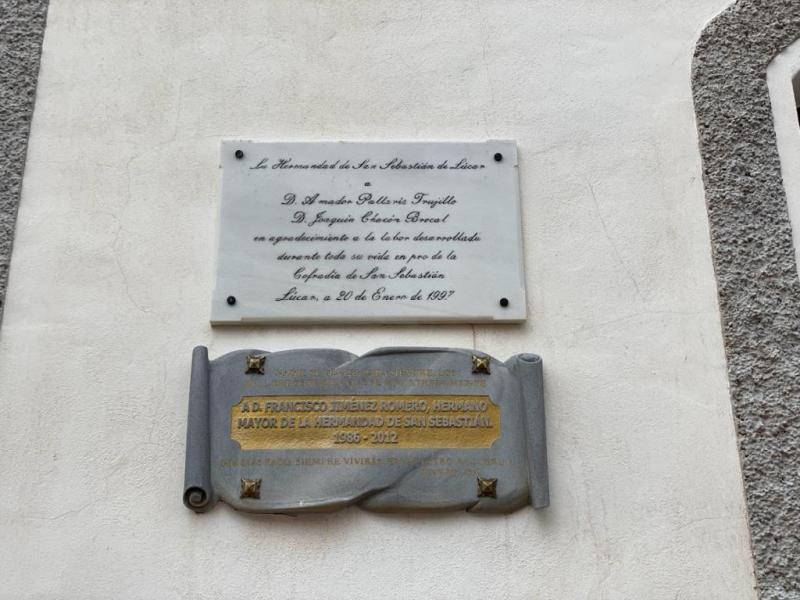 La Hermandad de San Sebastián de Lúcar
a
D. Amador Pallarés Trujillo
D. Joaquín Chacón Brocal
en agradecimiento a la labor desarrollada
durante toda su vida en pro de la
Cofradía de San Sebastián
Lúcar, a 20 de Enero de 1997
A D. FRANCISCO JIMÉNEZ ROMERO, HERMANO
MAYOR DE LA HERMANDAD DE SAN SEBASTIÁN.
1986 - 2012
SIEMPRE VIVIRÁS